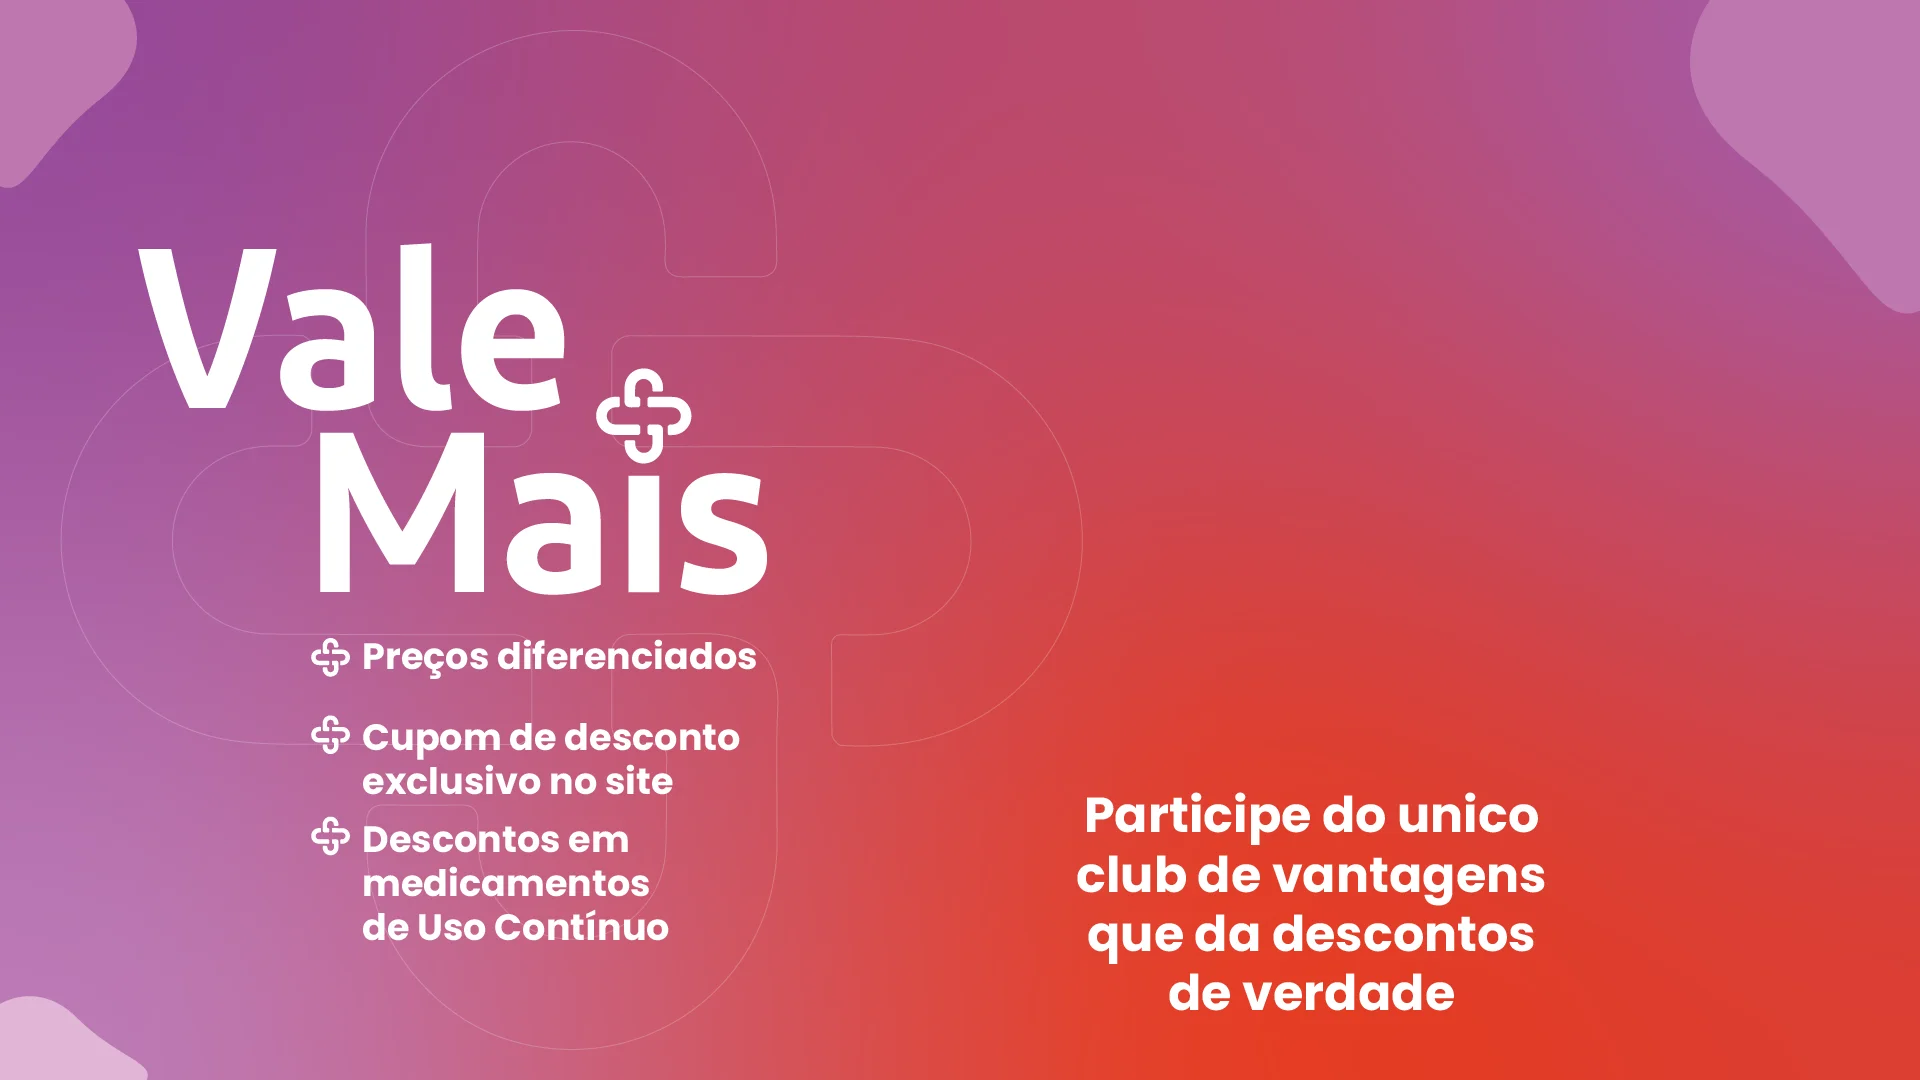 Vale
Mais
Preços diferenciados
Cupom de desconto
exclusivo no site
Descontos em
medicamentos
de Uso Contínuo
Participe do unico
club de vantagens
que da descontos
de verdade